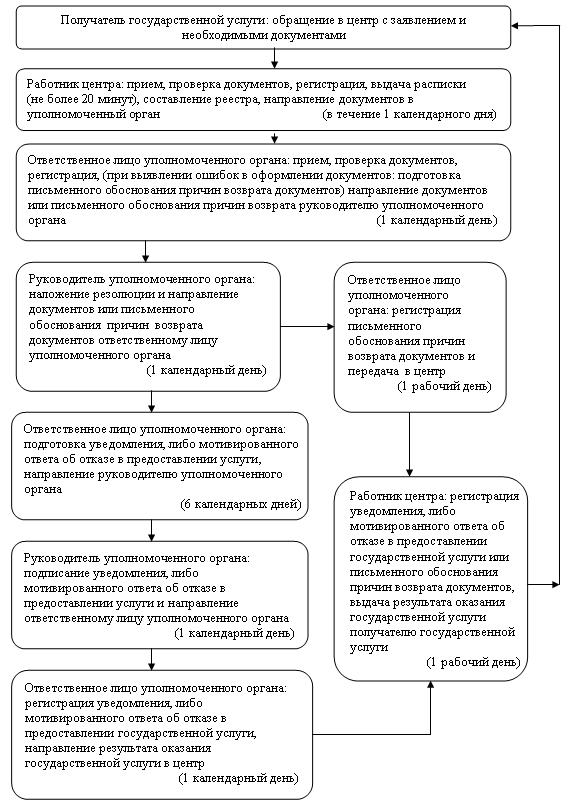 Получатель государственной услуги: обращение в центр с заявлением и
необходимыми документами
Работник центра: прием, проверка документов, регистрация, выдача расписки
(не более 20 минут), составление реестра, направление документов в
уполномоченный орган (в течение 1 календарного дня)
Ответственное лицо уполномоченного органа: прием, проверка документов,
регистрация, (при выявлении ошибок в оформлении документов: подготовка
письменного обоснования причин возврата документов) направление документов
или письменного обоснования причин возврата руководителю уполномоченного
органа (1 календарный день)
Руководитель уполномоченного органа:
наложение резолюции и направление
документов или письменного
обоснования причин возврата
документов ответственному лицу
уполномоченного органа
(1 календарный день)
Ответственное лицо
уполномоченного
органа: регистрация
письменного
обоснования причин
возврата документов и
передача в центр
(1 рабочий день)
Ответственное лицо уполномоченного органа:
подготовка уведомления, либо мотивированного
ответа об отказе в предоставлении услуги,
направление руководителю уполномоченного
органа
(6 календарных дней)
Руководитель уполномоченного органа:
подписание уведомления, либо
мотивированного ответа об отказе в
предоставлении услуги и направление
ответственному лицу уполномоченного органа
(1 календарный день)
Ответственное лицо уполномоченного органа:
регистрация уведомления, либо
мотивированного ответа об отказе в
предоставлении государственной услуги,
направление результата оказания
государственной услуги в центр
(1 календарный день)
Работник центра: регистрация
уведомления, либо
мотивированного ответа об
отказе в предоставлении
государственной услуги или
письменного обоснования
причин возврата документов,
выдача результата оказания
государственной услуги
получателю государственной
услуги
(1 рабочий день)